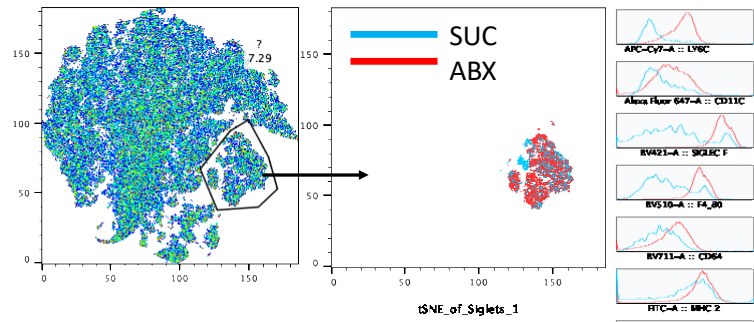 150
100
50
0
0
50
100
150
?
7.29
150
100
50
0
0
50
100
150
SUC
ABX
tSNE_of_Siglets_1
APC-Cy7-A :: LY6C
Alexa Fluor 647-A :: CD11C
BV421-A :: SIGLEC F
BV510-A :: F4_80
BV711-A :: CD64
FITC-A :: MHC 2